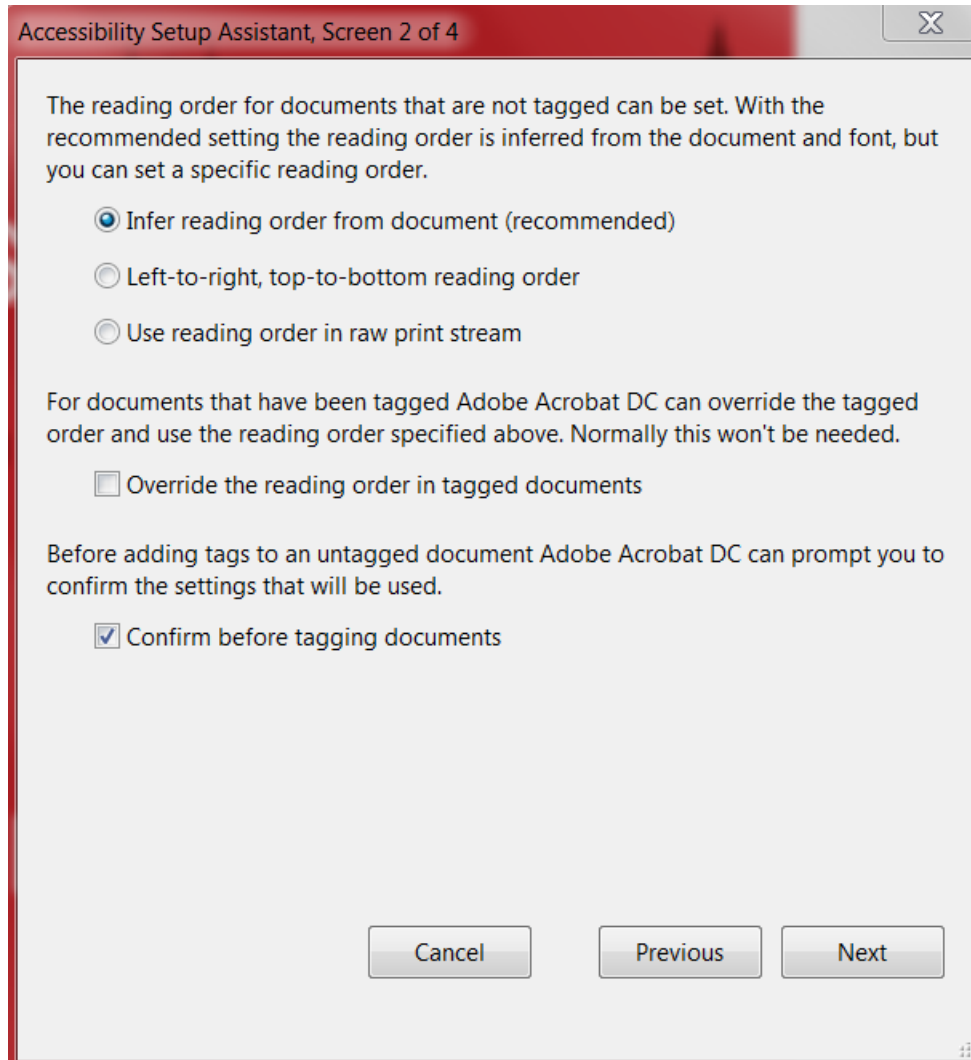 Accessibility Setup Assistant, Screen 2 of 4
The reading order for documents that are not tagged can be set. With the
recommended setting the reading order is inferred from the document and font, but
you can set a specific reading order.
Infer reading order from document (recommended)
Left-to-right, top-to-bottom reading order
Use reading order in raw print stream
For documents that have been tagged Adobe Acrobat DC can override the tagged
order and use the reading order specified above. Normally this won't be needed.
Override the reading order in tagged documents
Before adding tags to an untagged document Adobe Acrobat DC can prompt you to
confirm the settings that will be used.
Confirm before tagging documents
Cancel Previous Next